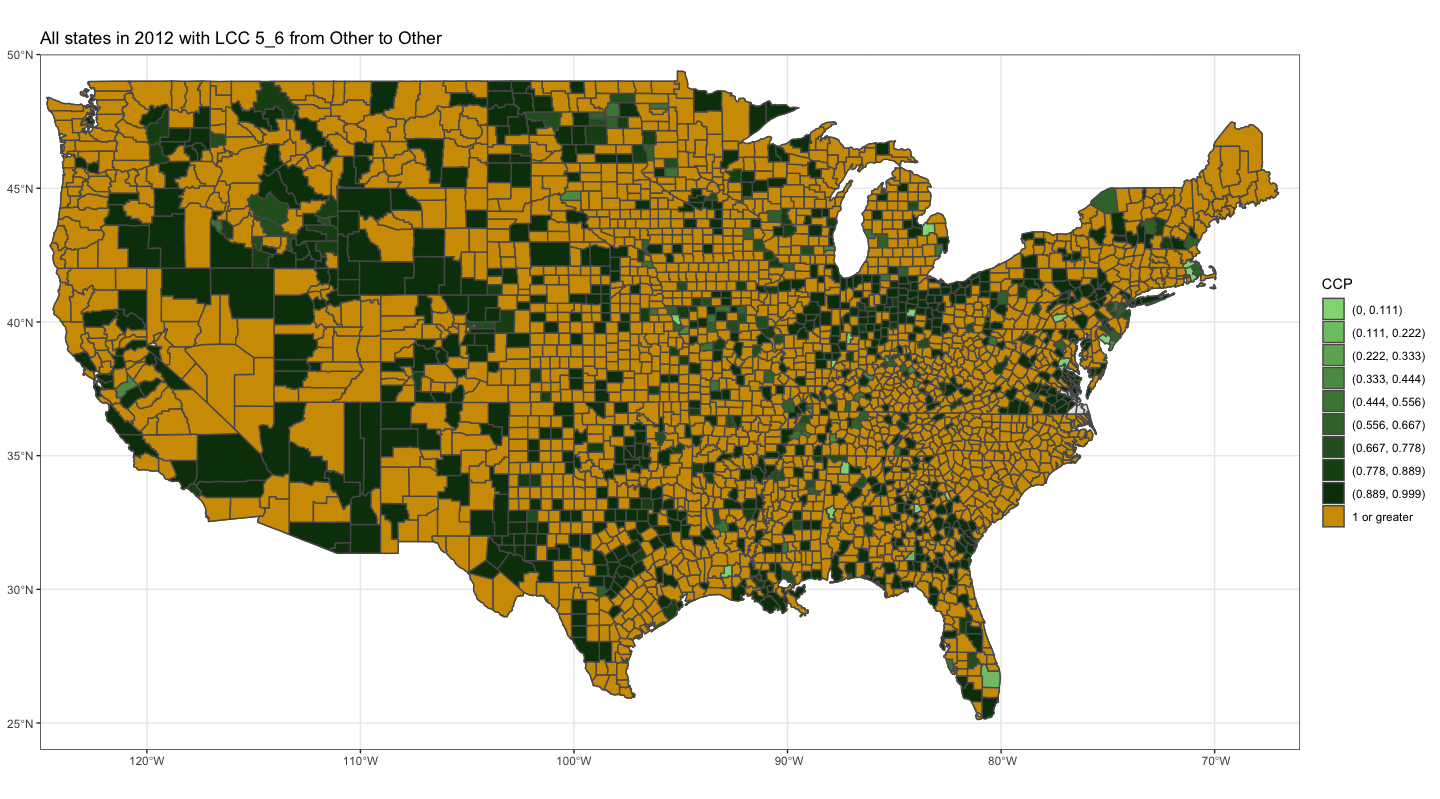 All states in 2012 with LCC 5_6 from Other to Other
50°N
45°N
40°N
35°N
30°N
25°N
120°W
110°W
100°W
90°W
80°W
70°W
CCP
(0, 0.111)
(0.111, 0.222)
(0.222, 0.333)
(0.333, 0.444)
(0.444, 0.556)
(0.556, 0.667)
(0.667, 0.778)
(0.778, 0.889)
(0.889, 0.999)
1 or greater